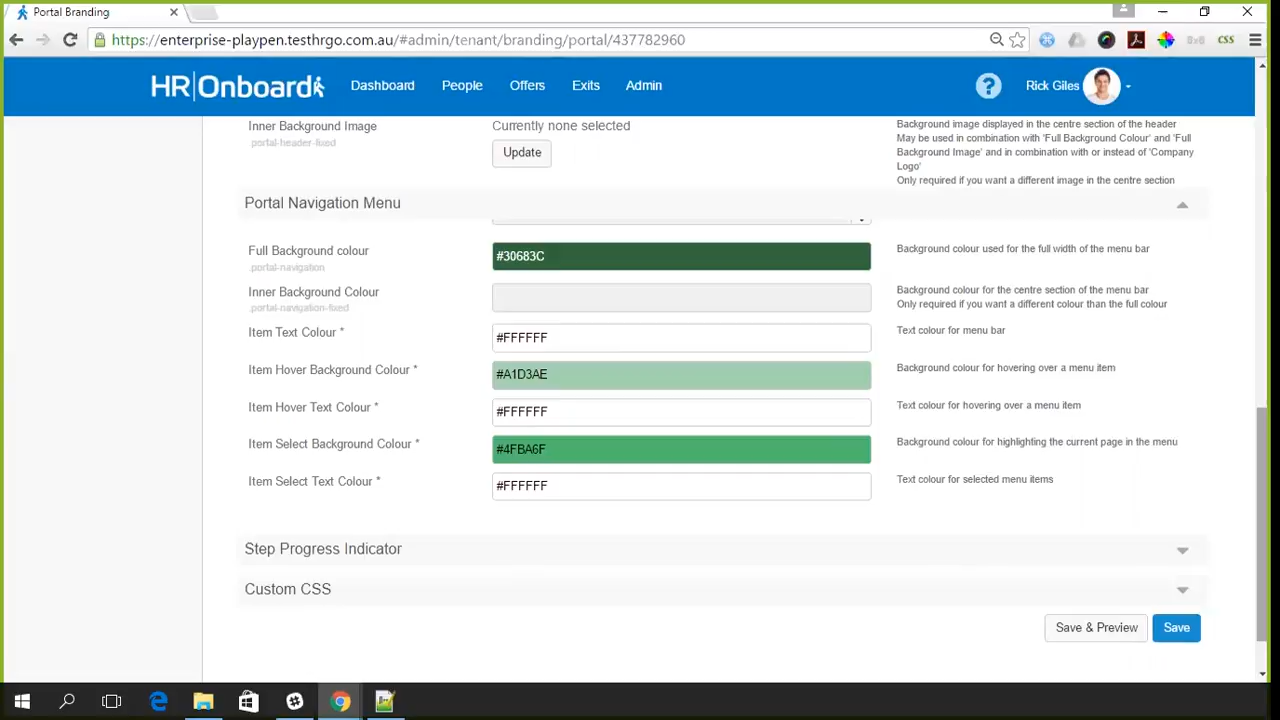 Portal Branding
https://enterprise-playpen.testhrgo.com.au/#admin/tenant/branding/portal/437782960
CSS
HR Onboard
Dashboard
People
Offers
Exits
Admin
?
Rick Giles
Inner Background Image
.portal-header-fixed
Currently none selected
Update
Background image displayed in the centre section of the header
May be used in combination with 'Full Background Colour' and 'Full
Background Image' and in combination with or instead of 'Company
Logo'
Only required if you want a different image in the centre section
Portal Navigation Menu
Full Background colour
.portal-navigation
#30683C
Background colour used for the full width of the menu bar
Inner Background Colour
.portal-navigation-fixed
Background colour for the centre section of the menu bar
Only required if you want a different colour than the full colour
Item Text Colour *
#FFFFFF
Text colour for menu bar
Item Hover Background Colour *
#A1D3AE
Background colour for hovering over a menu item
Item Hover Text Colour *
#FFFFFF
Text colour for hovering over a menu item
Item Select Background Colour *
#4FBA6F
Background colour for highlighting the current page in the menu
Item Select Text Colour *
#FFFFFF
Text colour for selected menu items
Step Progress Indicator
Custom CSS
Save & Preview
Save